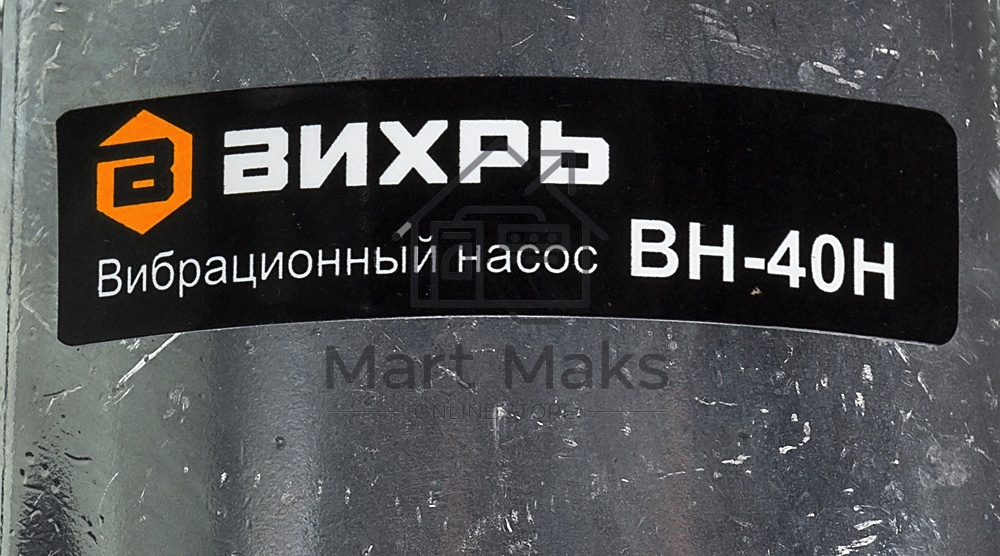 В ВИХРЬ
Вибрационный насос ВН-40Н
Mart Maks
ONLINE STORE